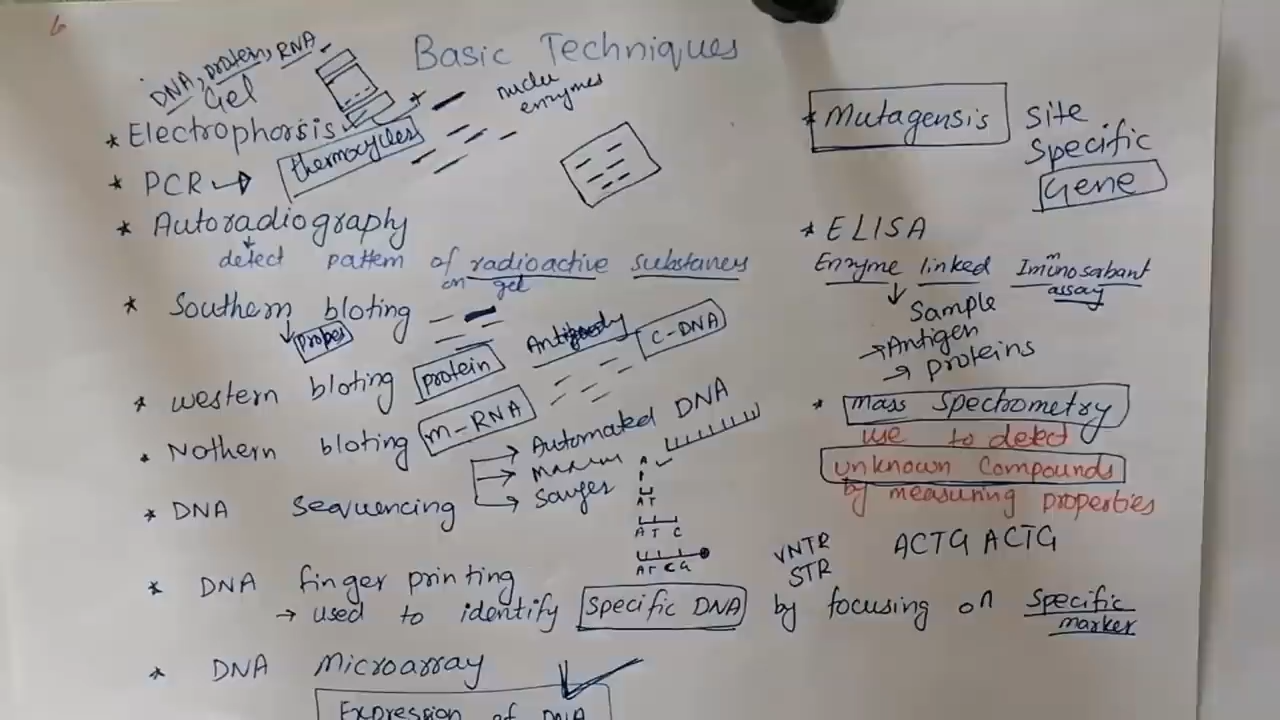 6
Basic Techniques
DNA, protein, RNA
Gel
* Electrophorsis
nuclu
enzymes
* PCR → thermocycles
* Autoradiography
detect pattern of radioactive substances
on gel
* Southern bloting
Probes
* western bloting protein Antibody C-DNA
* Nothern bloting m-RNA
* DNA sequencing
→ Automated DNA
→ Sanger
A
AT
A T C
A T C G
* DNA finger printing
→ used to identify Specific DNA by focusing on Specific
marker
VNTR
STR
ACTG ACTG
* DNA Microarray
Expression of DNA
* Mutagensis site
Specific
Gene
* ELISA
Enzyme linked Imunosarbant
assay
Sample
→ Antigen
→ proteins
* Mass Spectrometry
use to detect
unknown Compounds
by measuring properties